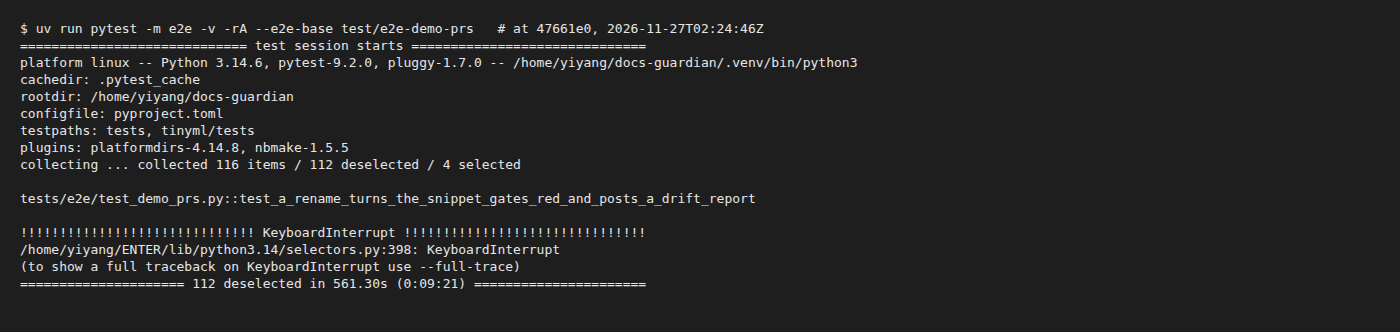 $ uv run pytest -m e2e -v -rA --e2e-base test/e2e-demo-prs   # at 47661e0, 2026-11-27T02:24:46Z
============================= test session starts ==============================
platform linux -- Python 3.14.6, pytest-9.2.0, pluggy-1.7.0 -- /home/yiyang/docs-guardian/.venv/bin/python3
cachedir: .pytest_cache
rootdir: /home/yiyang/docs-guardian
configfile: pyproject.toml
testpaths: tests, tinyml/tests
plugins: platformdirs-4.14.8, nbmake-1.5.5
collecting ... collected 116 items / 112 deselected / 4 selected
tests/e2e/test_demo_prs.py::test_a_rename_turns_the_snippet_gates_red_and_posts_a_drift_report
!!!!!!!!!!!!!!!!!!!!!!!!!!!!!! KeyboardInterrupt !!!!!!!!!!!!!!!!!!!!!!!!!!!!!!!
/home/yiyang/ENTER/lib/python3.14/selectors.py:398: KeyboardInterrupt
(to show a full traceback on KeyboardInterrupt use --full-trace)
===================== 112 deselected in 561.30s (0:09:21) ======================